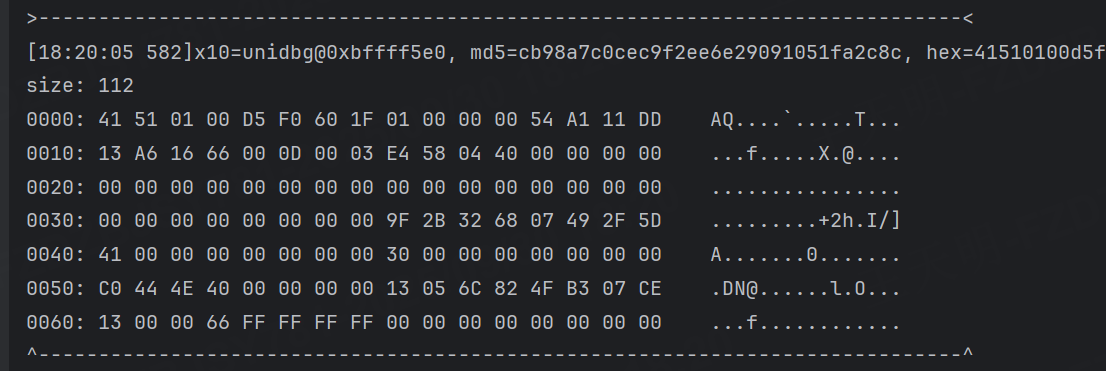 >-----------------------------------------------------------------------------<
[18:20:05 582]x10=unidbg@0xbffff5e0, md5=cb98a7c0cec9f2ee6e29091051fa2c8c, hex=41510100d5f
size: 112
0000: 41 51 01 00 D5 F0 60 1F 01 00 00 00 54 A1 11 DD    AQ....`.....T...
0010: 13 A6 16 66 00 0D 00 03 E4 58 04 40 00 00 00 00    ...f.....X.@....
0020: 00 00 00 00 00 00 00 00 00 00 00 00 00 00 00 00    ................
0030: 00 00 00 00 00 00 00 00 9F 2B 32 68 07 49 2F 5D    .........+2h.I/]
0040: 41 00 00 00 00 00 00 00 30 00 00 00 00 00 00 00    A.......0.......
0050: C0 44 4E 40 00 00 00 00 13 05 6C 82 4F B3 07 CE    .DN@......l.O...
0060: 13 00 00 66 FF FF FF FF 00 00 00 00 00 00 00 00    ...f............
^-----------------------------------------------------------------------------^